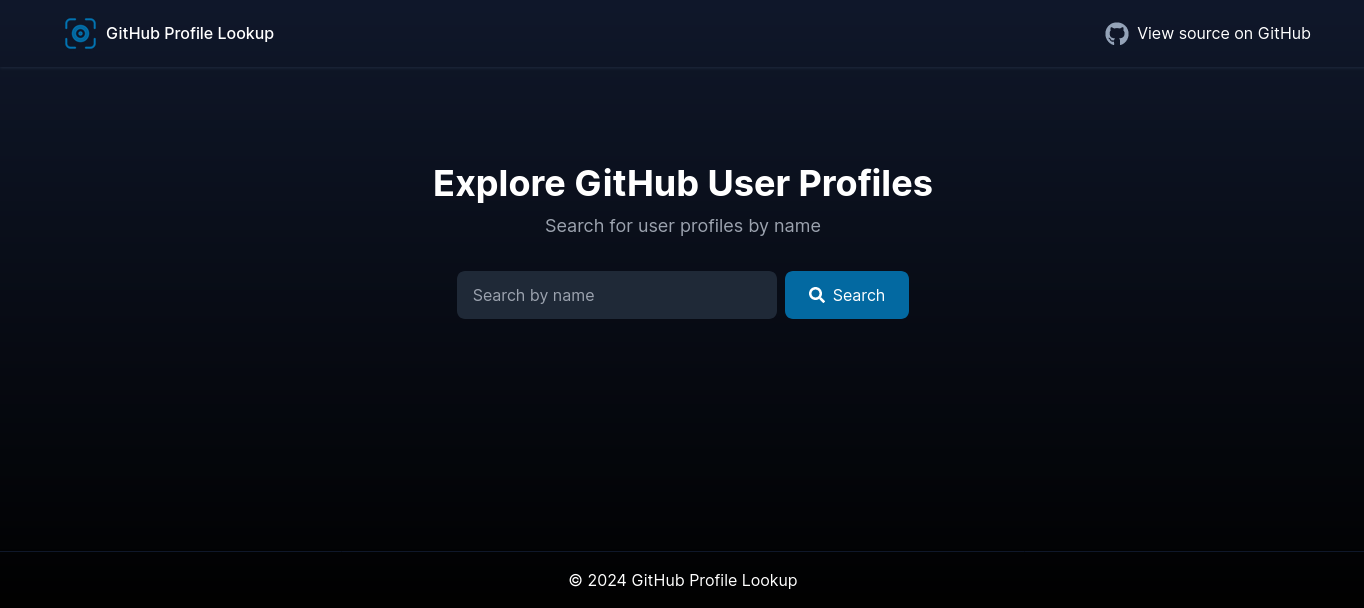 GitHub Profile Lookup
View source on GitHub
Explore GitHub User Profiles
Search for user profiles by name
Search by name
Search
© 2024 GitHub Profile Lookup